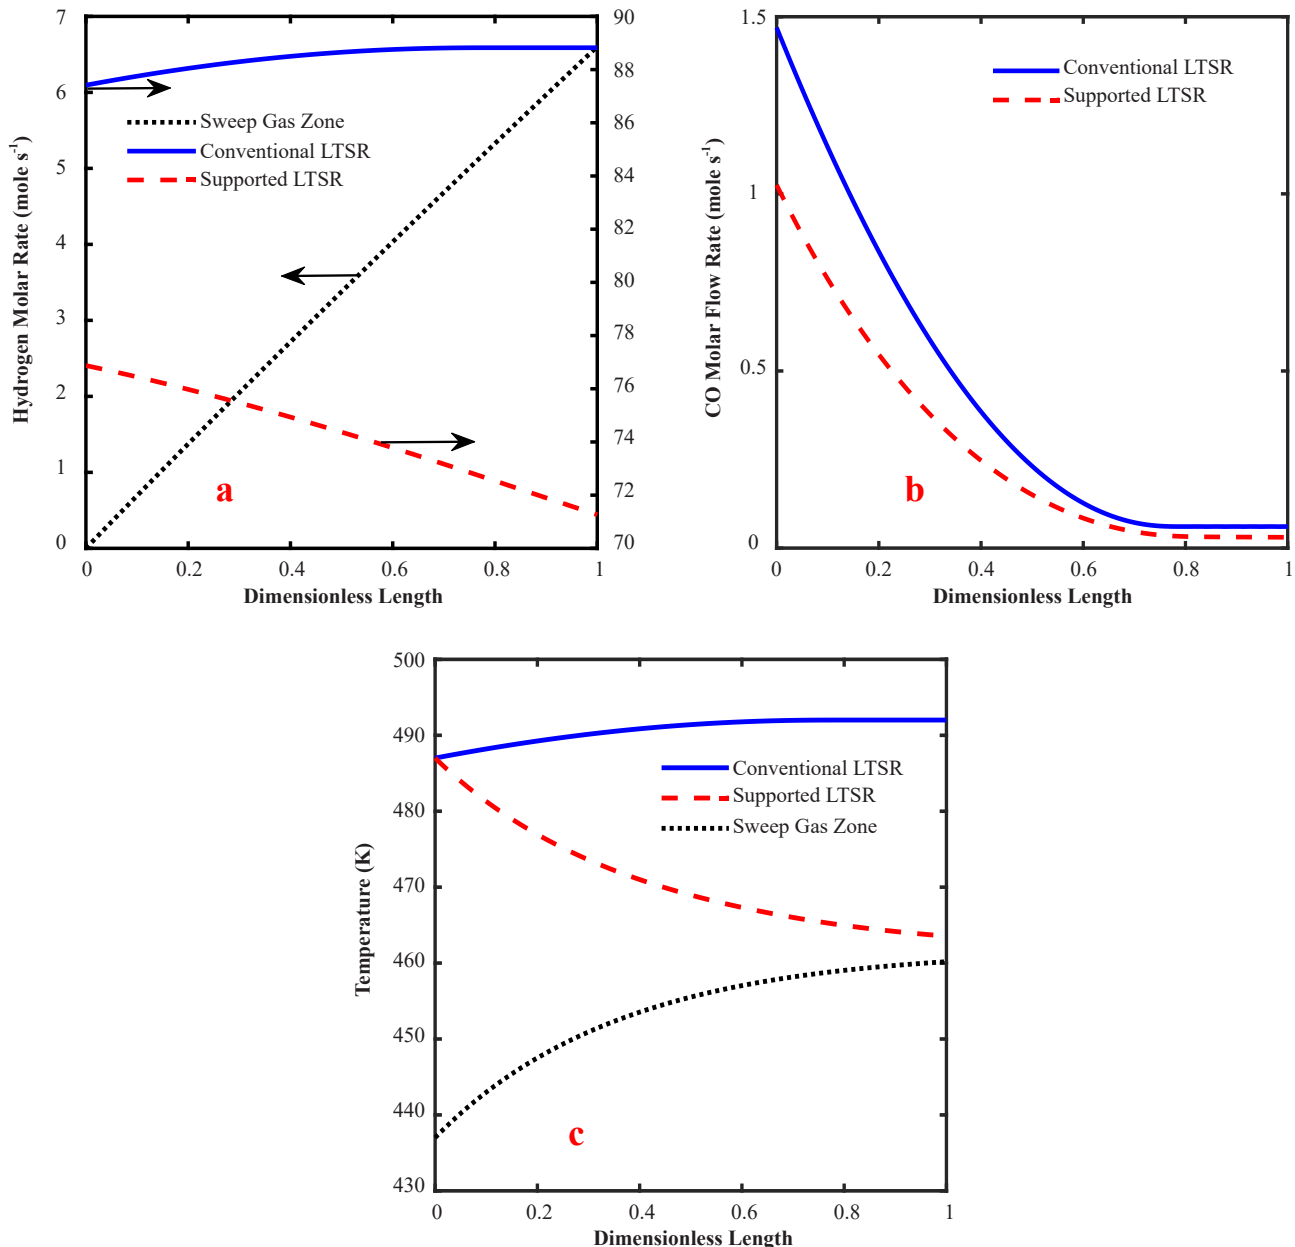 7
6
5
4
3
2
1
0
90
88
86
84
82
80
78
76
74
72
70
Hydrogen Molar Rate (mole s-1)
Sweep Gas Zone
Conventional LTSR
Supported LTSR
a
0 0.2 0.4 0.6 0.8 1
Dimensionless Length
1.5
1
0.5
0
CO Molar Flow Rate (mole s-1)
Conventional LTSR
Supported LTSR
b
0 0.2 0.4 0.6 0.8 1
Dimensionless Length
500
490
480
470
460
450
440
430
Temperature (K)
Conventional LTSR
Supported LTSR
Sweep Gas Zone
c
0 0.2 0.4 0.6 0.8 1
Dimensionless Length